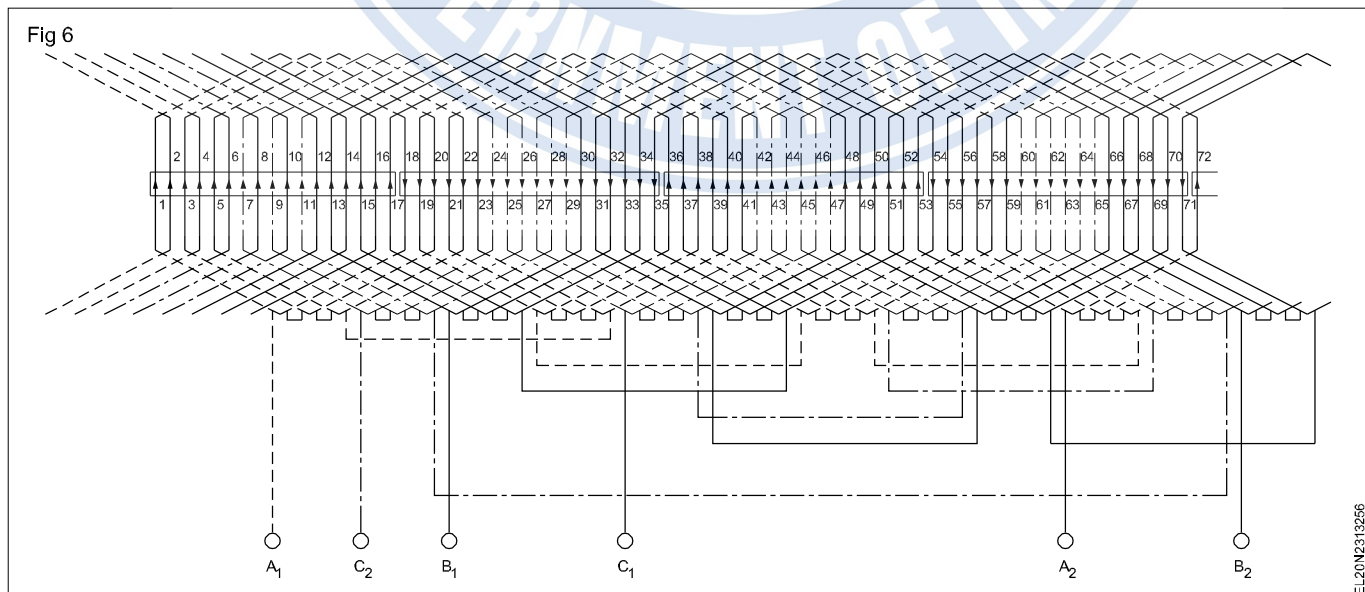 Fig 6
ERNMENT OF IN
2 4 6 8 10 12 14 16 18 20 22 24 26 28 30 32 34 36 38 40 42 44 46 48 50 52 54 56 58 60 62 64 66 68 70 72
1 3 5 7 9 11 13 15 17 19 21 23 25 27 29 31 33 35 37 39 41 43 45 47 49 51 53 55 57 59 61 63 65 67 69 71
A1 C2 B1 C1 A2 B2
EL20N2313256